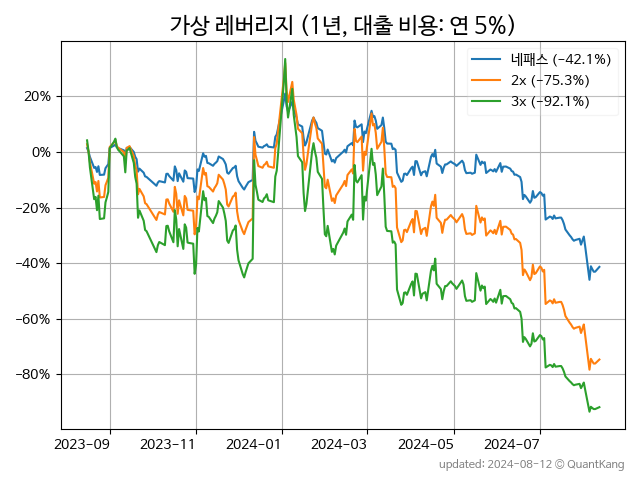 가상 레버리지 (1년, 대출 비용: 연 5%)
네패스 (−42.1%)
2x (−75.3%)
3x (−92.1%)
20%
0%
−20%
−40%
−60%
−80%
2023-09 2023-11 2024-01 2024-03 2024-05 2024-07
updated: 2024-08-12 © QuantKang